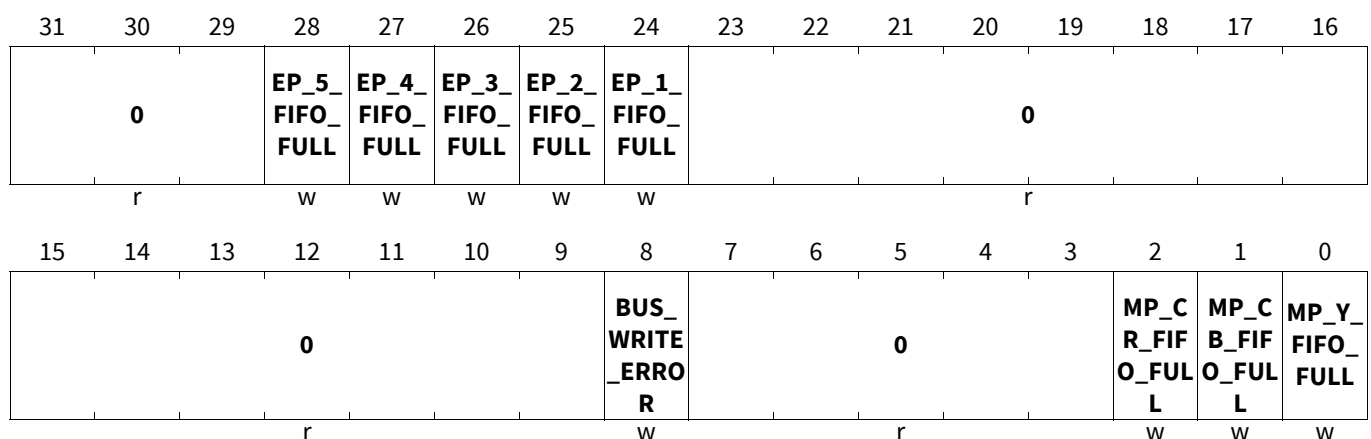 31 30 29 28 27 26 25 24 23 22 21 20 19 18 17 16
0 EP_5_ EP_4_ EP_3_ EP_2_ EP_1_ 0
FIFO_ FIFO_ FIFO_ FIFO_ FIFO_
FULL FULL FULL FULL FULL
r w w w w w r
15 14 13 12 11 10 9 8 7 6 5 4 3 2 1 0
0 BUS_ 0 MP_C MP_C MP_Y_
WRITE R_FIF B_FIF FIFO_
_ERRO O_FUL O_FUL FULL
R L L
r w r w w w